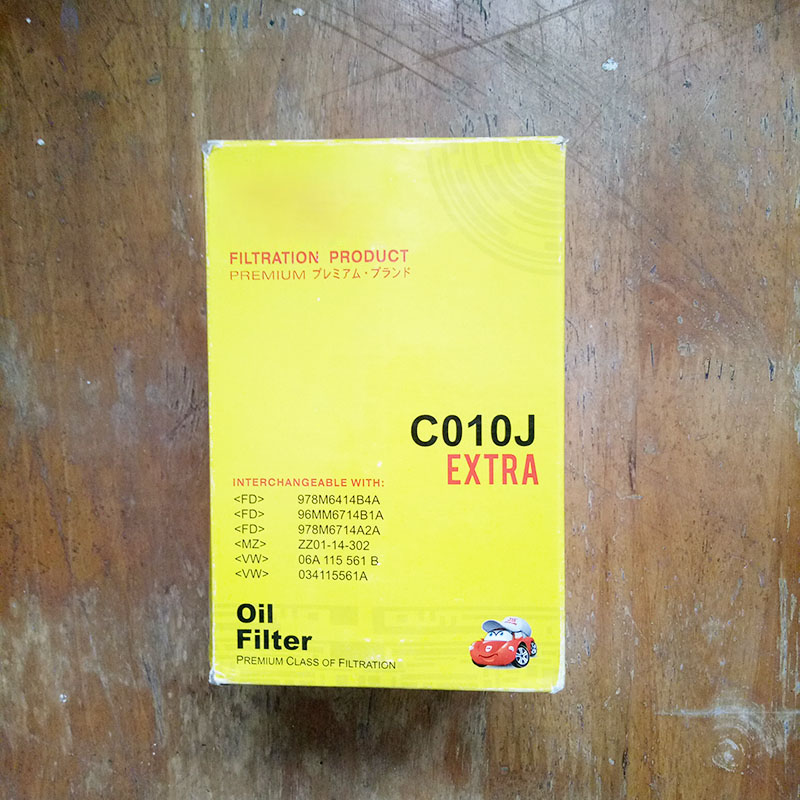 FILTRATION PRODUCT
PREMIUM プレミアム・ブランド
C010J
EXTRA
INTERCHANGEABLE WITH:
<FD> 978M6414B4A
<FD> 96MM6714B1A
<FD> 978M6714A2A
<MZ> ZZ01-14-302
<VW> 06A 115 561 B
<VW> 034115561A
Oil
Filter
PREMIUM CLASS OF FILTRATION